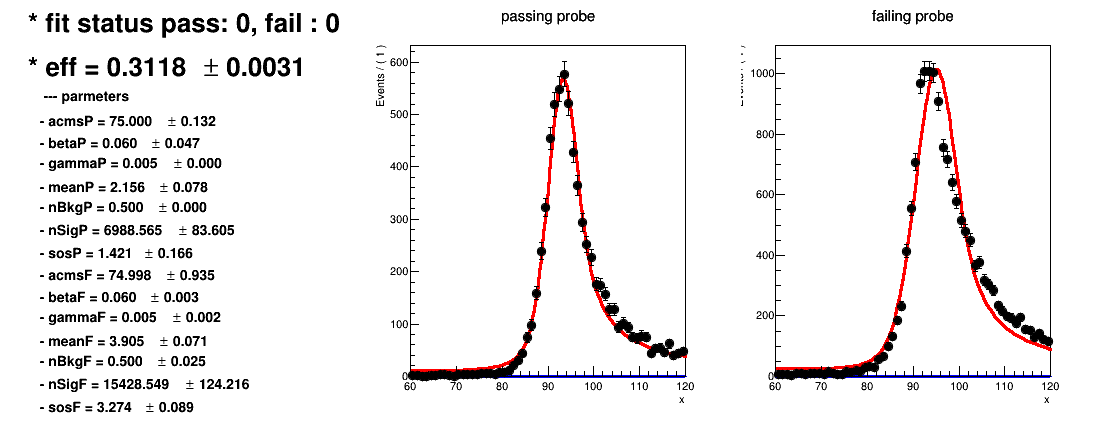 * fit status pass: 0, fail : 0
* eff = 0.3118 ± 0.0031
--- parmeters
- acmsP = 75.000 ± 0.132
- betaP = 0.060 ± 0.047
- gammaP = 0.005 ± 0.000
- meanP = 2.156 ± 0.078
- nBkgP = 0.500 ± 0.000
- nSigP = 6988.565 ± 83.605
- sosP = 1.421 ± 0.166
- acmsF = 74.998 ± 0.935
- betaF = 0.060 ± 0.003
- gammaF = 0.005 ± 0.002
- meanF = 3.905 ± 0.071
- nBkgF = 0.500 ± 0.025
- nSigF = 15428.549 ± 124.216
- sosF = 3.274 ± 0.089
passing probe
Events / ( 1 )
600
500
400
300
200
100
0
60 70 80 90 100 110 120
x
failing probe
1000
800
600
400
200
0
60 70 80 90 100 110 120
x